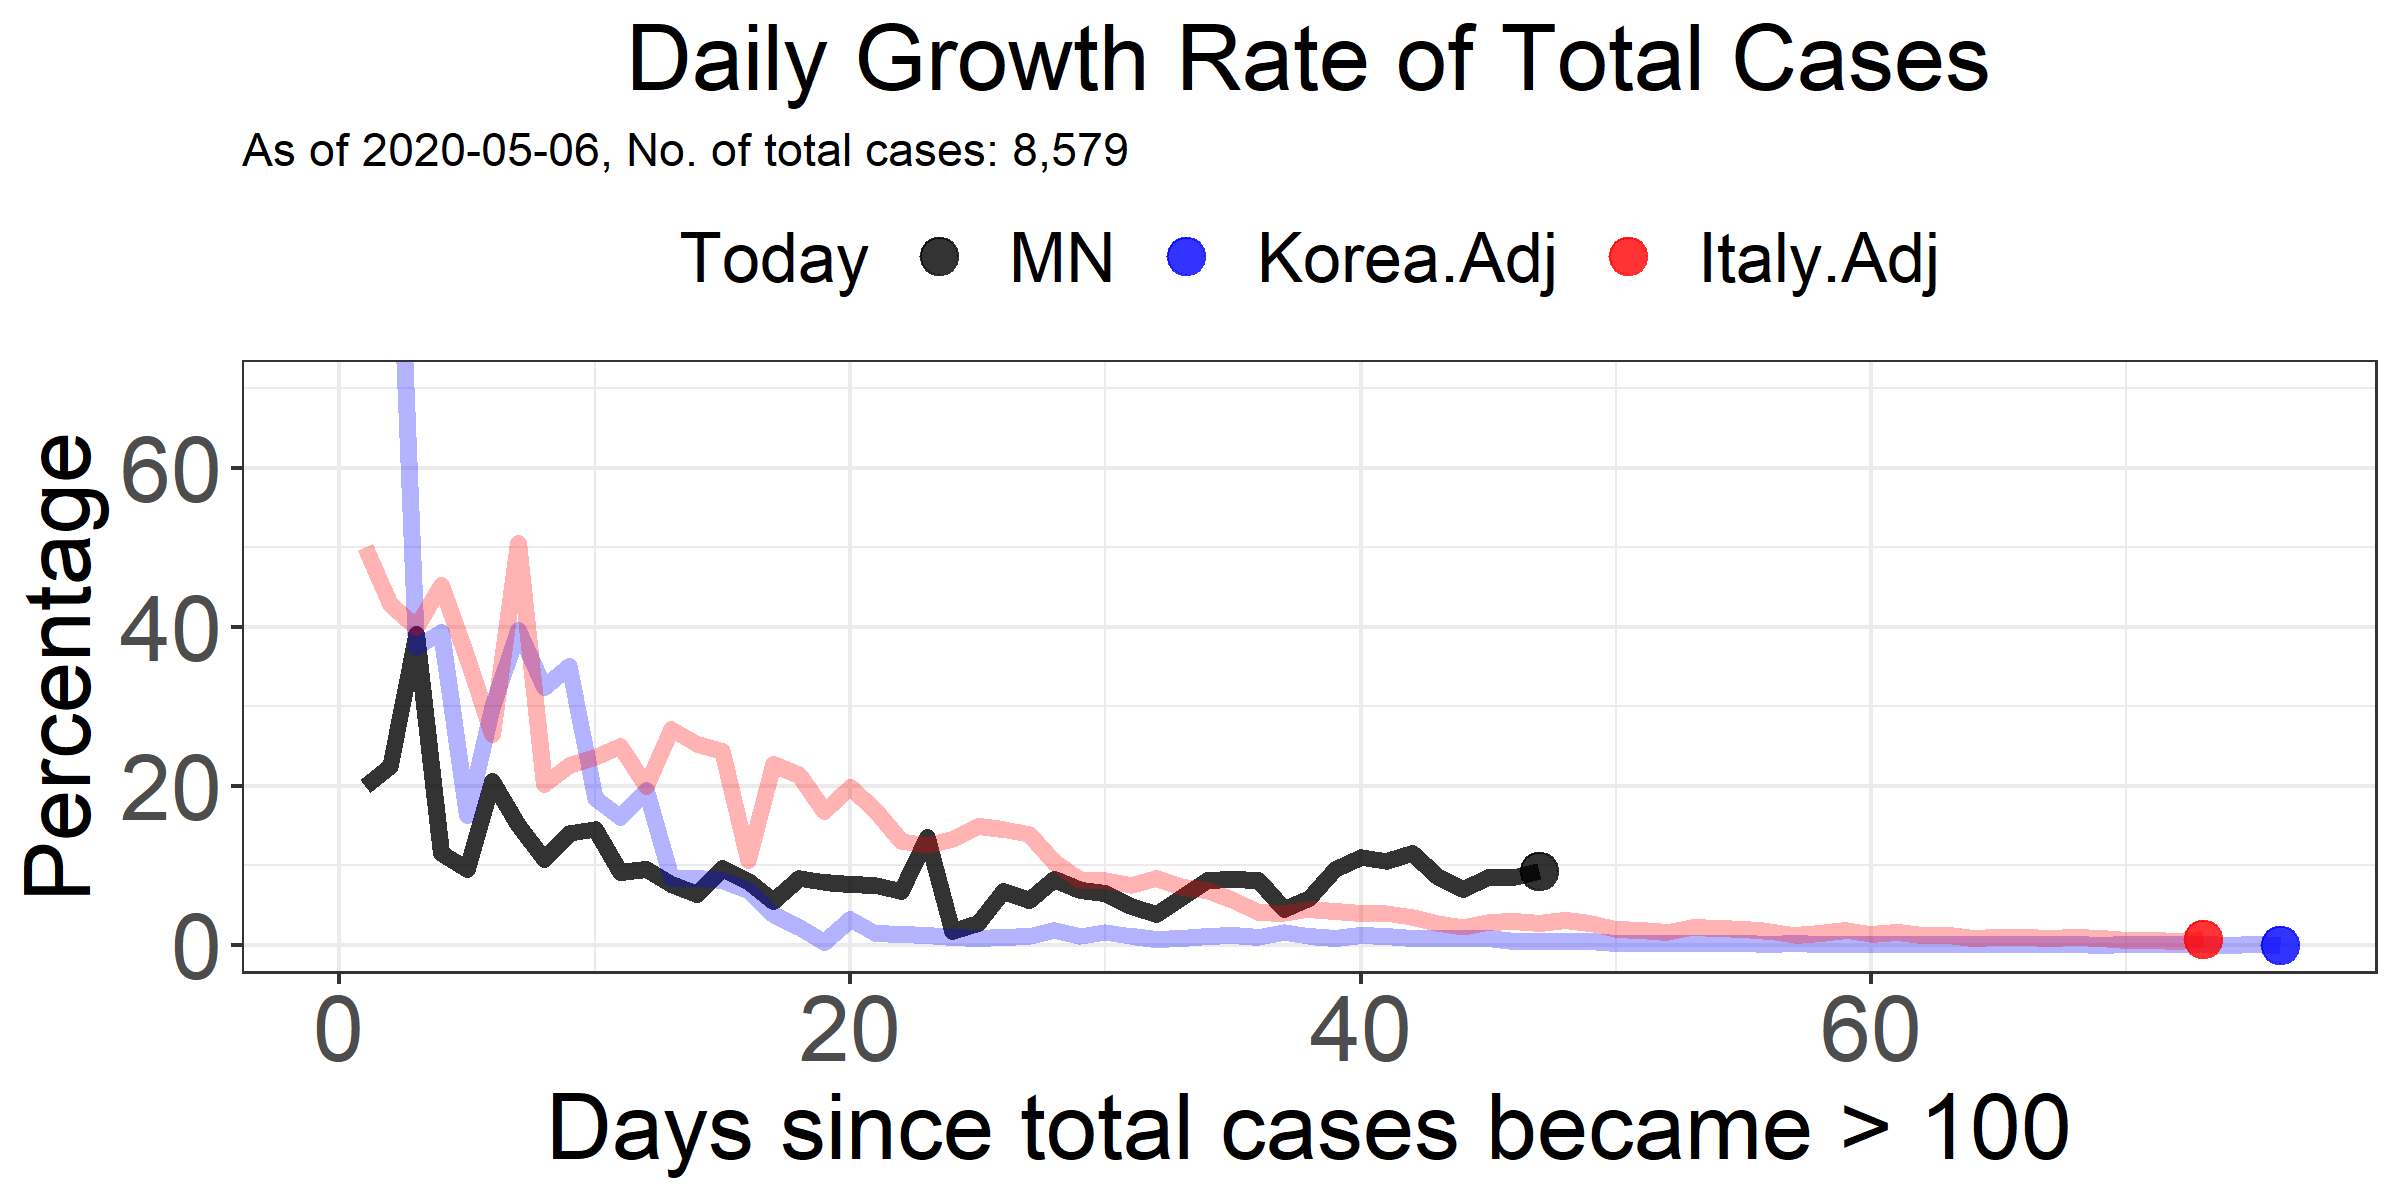 Daily Growth Rate of Total Cases
As of 2020-05-06, No. of total cases: 8,579
Today MN Korea.Adj Italy.Adj
Percentage
60
40
20
0
0 20 40 60
Days since total cases became > 100